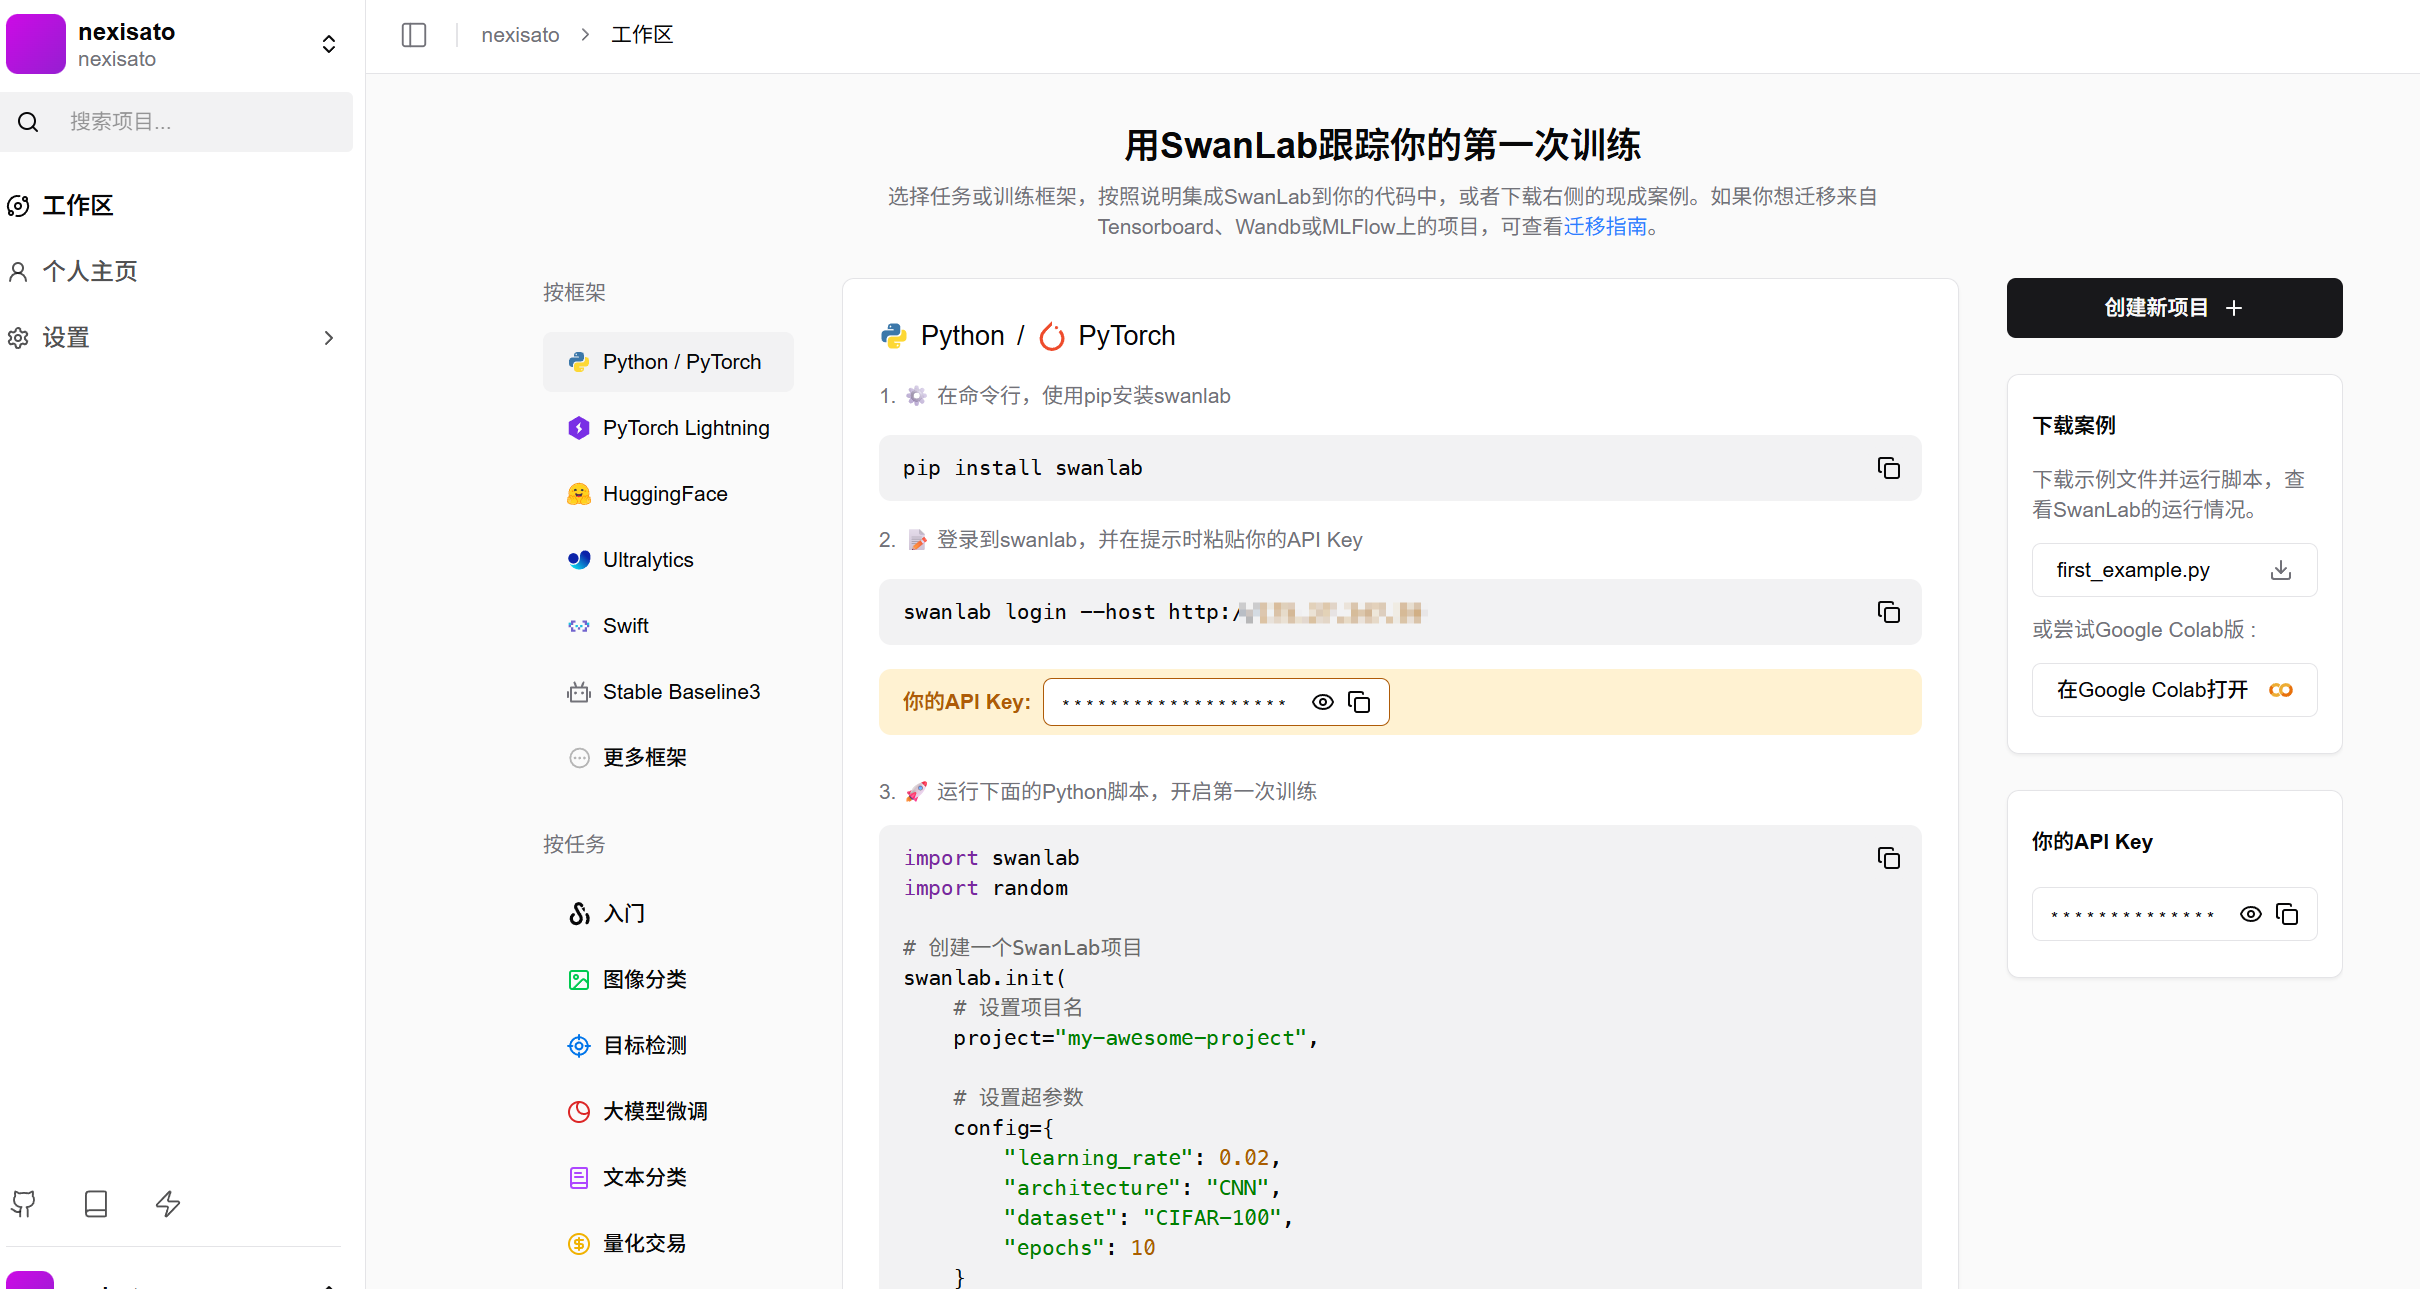 nexisato
nexisato
搜索项目...
工作区
个人主页
设置
nexisato > 工作区
用SwanLab跟踪你的第一次训练
选择任务或训练框架，按照说明集成SwanLab到你的代码中，或者下载右侧的现成案例。如果你想迁移来自
Tensorboard、Wandb或MLFlow上的项目，可查看迁移指南。
按框架
Python / PyTorch
PyTorch Lightning
HuggingFace
Ultralytics
Swift
Stable Baseline3
更多框架
按任务
入门
图像分类
目标检测
大模型微调
文本分类
量化交易
Python / PyTorch
1. 在命令行，使用pip安装swanlab
pip install swanlab
2. 登录到swanlab，并在提示时粘贴你的API Key
swanlab login --host http:/
你的API Key: *******************
3. 运行下面的Python脚本，开启第一次训练
import swanlab
import random
# 创建一个SwanLab项目
swanlab.init(
# 设置项目名
project="my-awesome-project",
# 设置超参数
config={
"learning_rate": 0.02,
"architecture": "CNN",
"dataset": "CIFAR-100",
"epochs": 10
}
创建新项目 +
下载案例
下载示例文件并运行脚本，查
看SwanLab的运行情况。
first_example.py
或尝试Google Colab版：
在Google Colab打开
你的API Key
**************